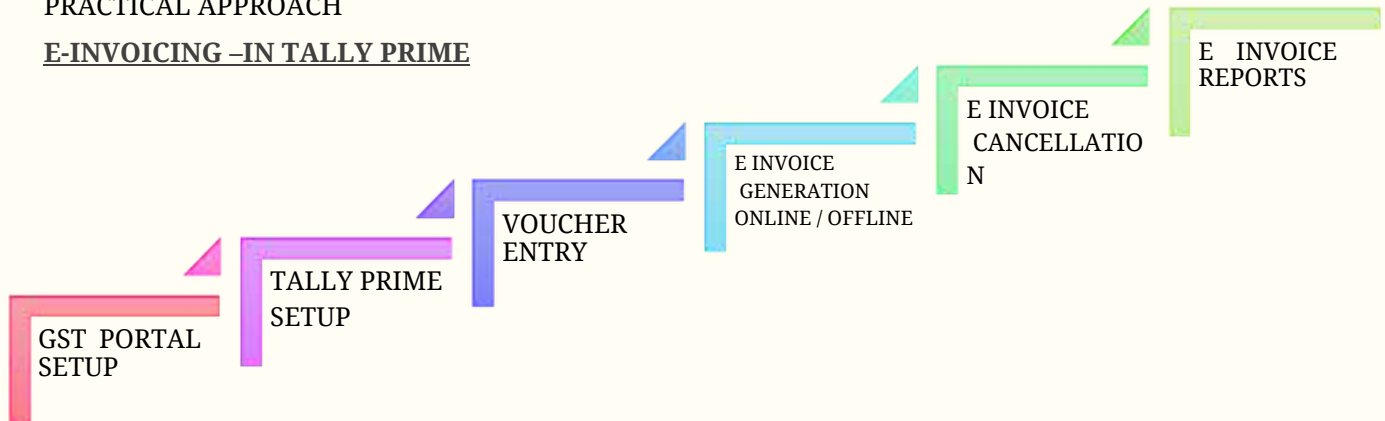 PRACTICAL APPROACH
E-INVOICING –IN TALLY PRIME
GST PORTAL
SETUP
TALLY PRIME
SETUP
VOUCHER
ENTRY
E INVOICE
GENERATION
ONLINE / OFFLINE
E INVOICE
CANCELLATIO
N
E INVOICE
REPORTS